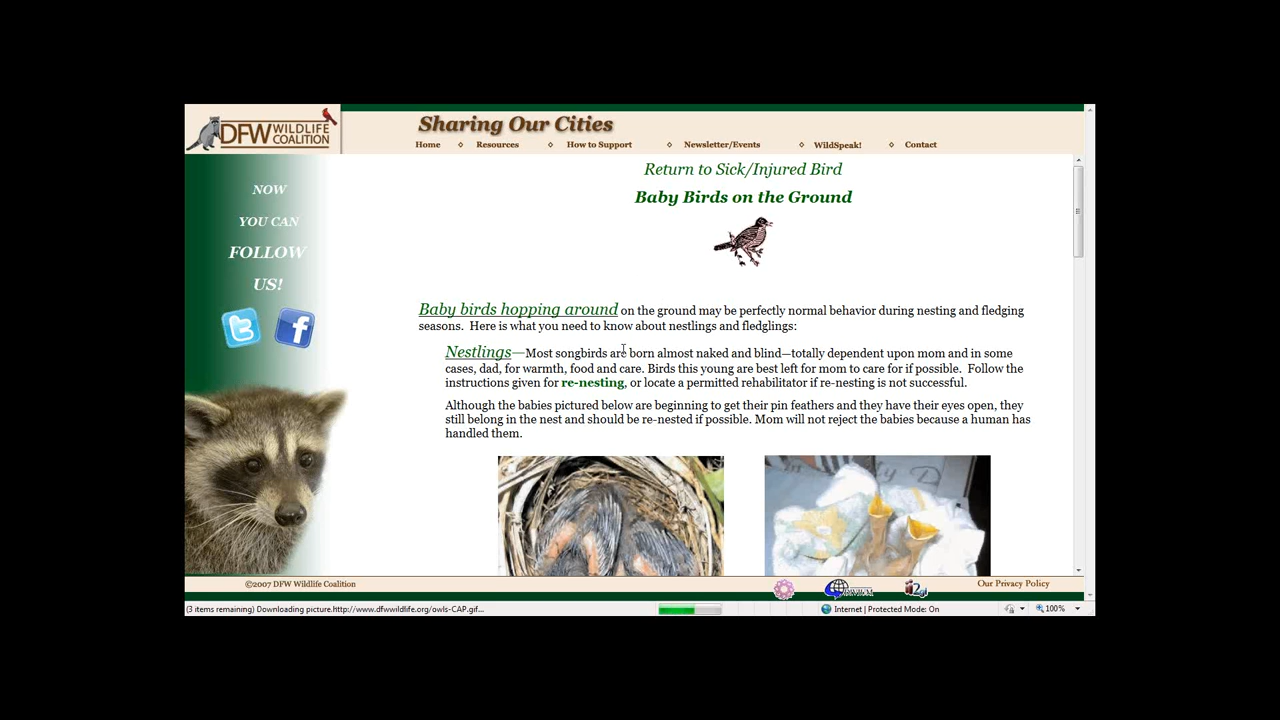 DFW WILDLIFE COALITION
Sharing Our Cities
Home ◊ Resources ◊ How to Support ◊ Newsletter/Events ◊ WildSpeak! ◊ Contact
NOW
YOU CAN
FOLLOW
US!
t f
Return to Sick/Injured Bird
Baby Birds on the Ground
Baby birds hopping around on the ground may be perfectly normal behavior during nesting and fledging
seasons. Here is what you need to know about nestlings and fledglings:
Nestlings—Most songbirds are born almost naked and blind—totally dependent upon mom and in some
cases, dad, for warmth, food and care. Birds this young are best left for mom to care for if possible. Follow the
instructions given for re-nesting, or locate a permitted rehabilitator if re-nesting is not successful.
Although the babies pictured below are beginning to get their pin feathers and they have their eyes open, they
still belong in the nest and should be re-nested if possible. Mom will not reject the babies because a human has
handled them.
©2007 DFW Wildlife Coalition
Our Privacy Policy
(3 items remaining) Downloading picture.http://www.dfwwildlife.org/owls-CAP.gif...
Internet | Protected Mode: On
100%